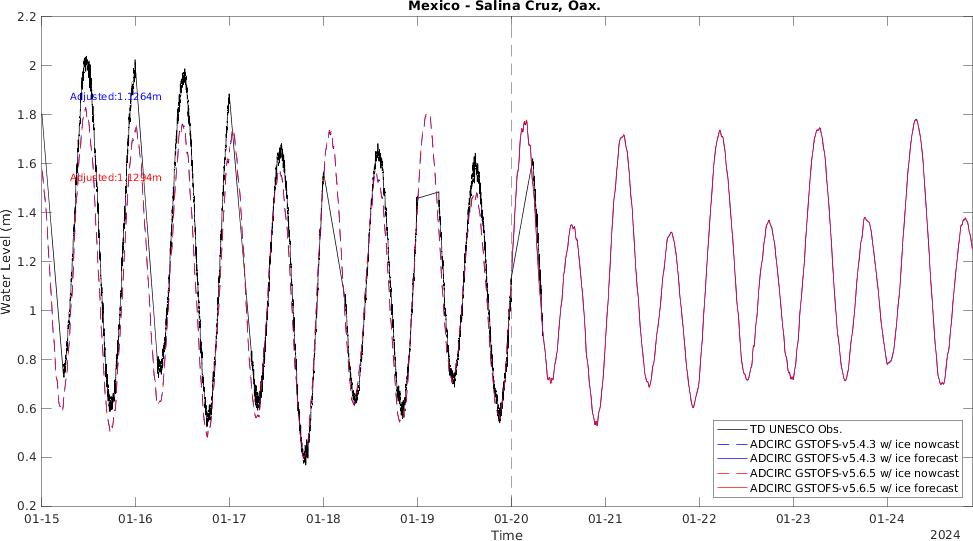 Mexico - Salina Cruz, Oax.
2.2
2
1.8
1.6
1.4
1.2
1
0.8
0.6
0.4
0.2
Water Level (m)
Adjusted:1.1264m
Adjusted:1.1294m
TD UNESCO Obs.
ADCIRC GSTOFS-v5.4.3 w/ ice nowcast
ADCIRC GSTOFS-v5.4.3 w/ ice forecast
ADCIRC GSTOFS-v5.6.5 w/ ice nowcast
ADCIRC GSTOFS-v5.6.5 w/ ice forecast
01-15 01-16 01-17 01-18 01-19 01-20 01-21 01-22 01-23 01-24
Time
2024